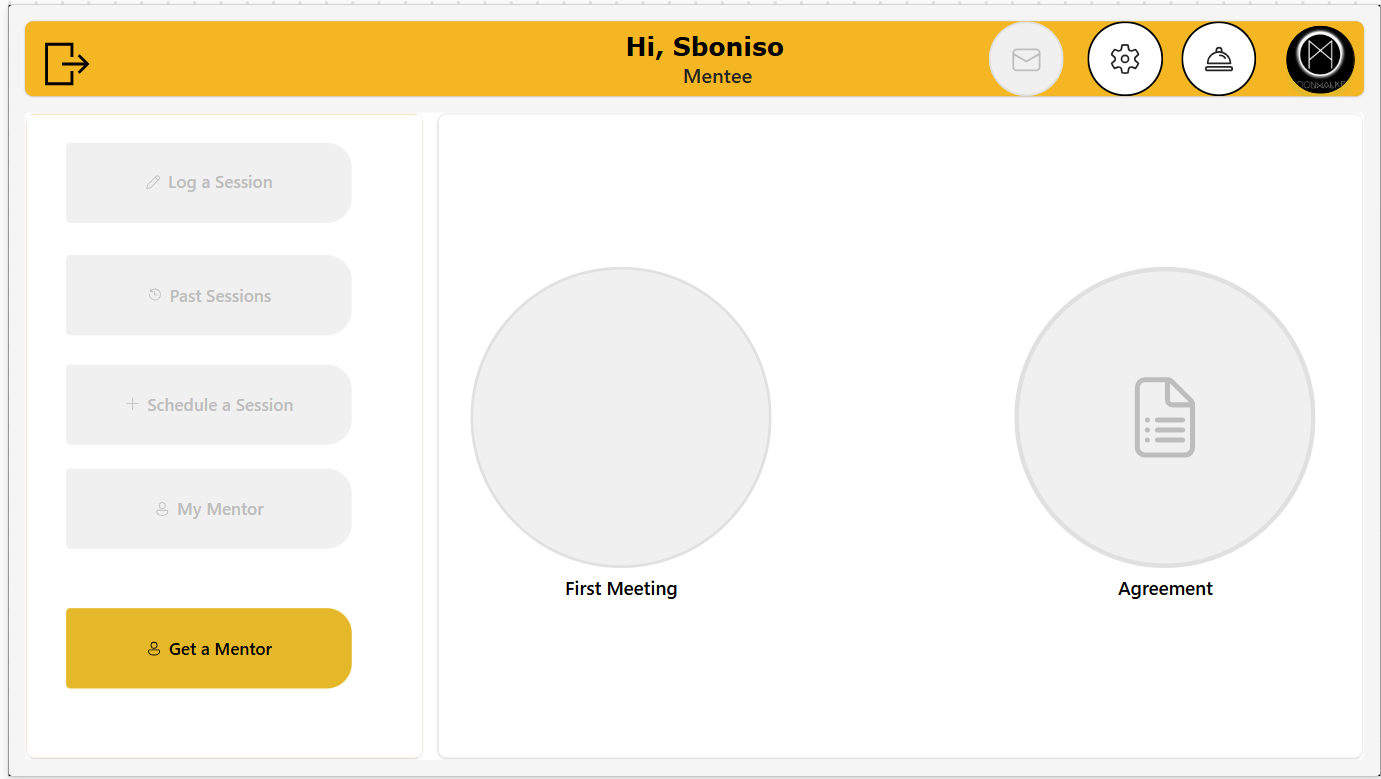 Hi, Sboniso
Mentee
Log a Session
Past Sessions
Schedule a Session
My Mentor
Get a Mentor
First Meeting
Agreement